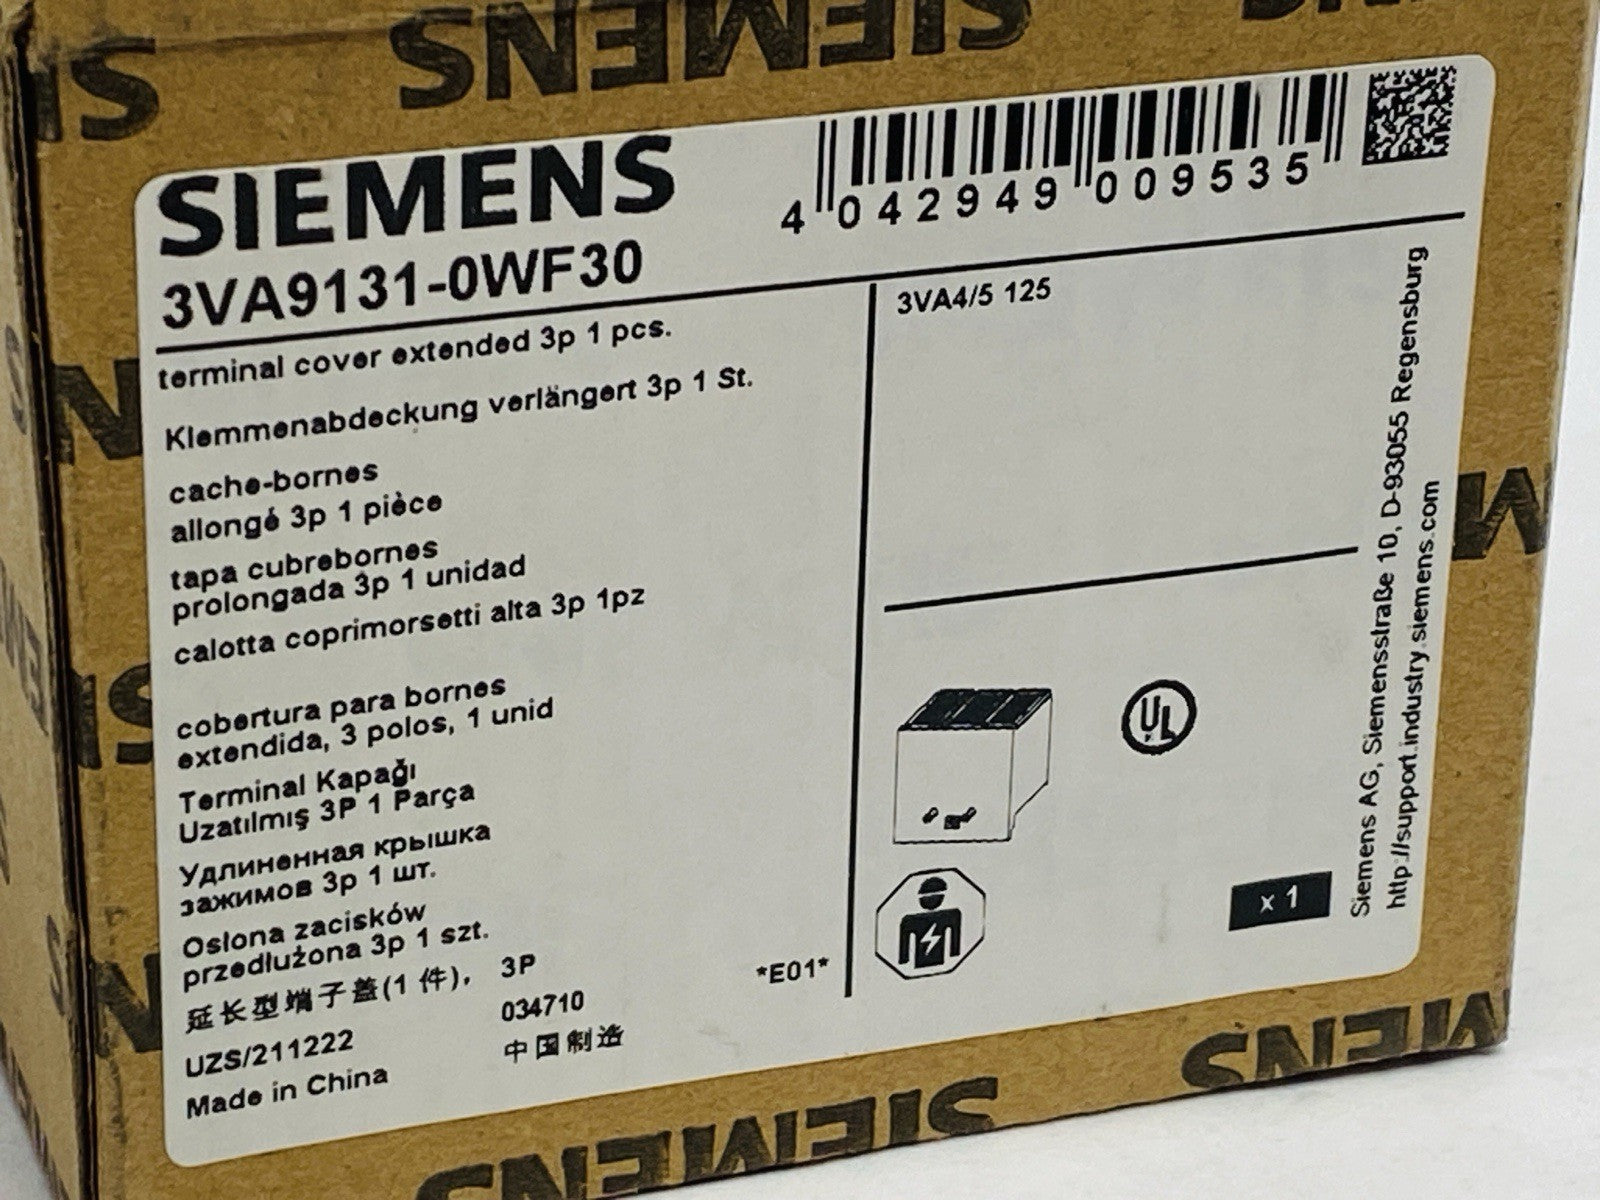 SIEMENS
SIEMENS
3VA9131-0WF30
4 042949 009535
terminal cover extended 3p 1 pcs.
Klemmenabdeckung verlängert 3p 1 St.
cache-bornes
allongé 3p 1 pièce
tapa cubrebornes
prolongada 3p 1 unidad
calotta coprimorsetti alta 3p 1pz
cobertura para bornes
extendida, 3 polos, 1 unid
Terminal Kapağı
Uzatılmış 3P 1 Parça
Удлиненная крышка
зажимов 3p 1 шт.
Osłona zacisków
przedlużona 3p 1 szt.
延长型端子盖(1 件), 3P
UZS/211222 034710
Made in China 中国制造
*E01*
3VA4/5 125
UL
x 1
Siemens AG, Siemensstraße 10, D-93055 Regensburg
http://support.industry.siemens.com
SIEMENS
SIEMENS